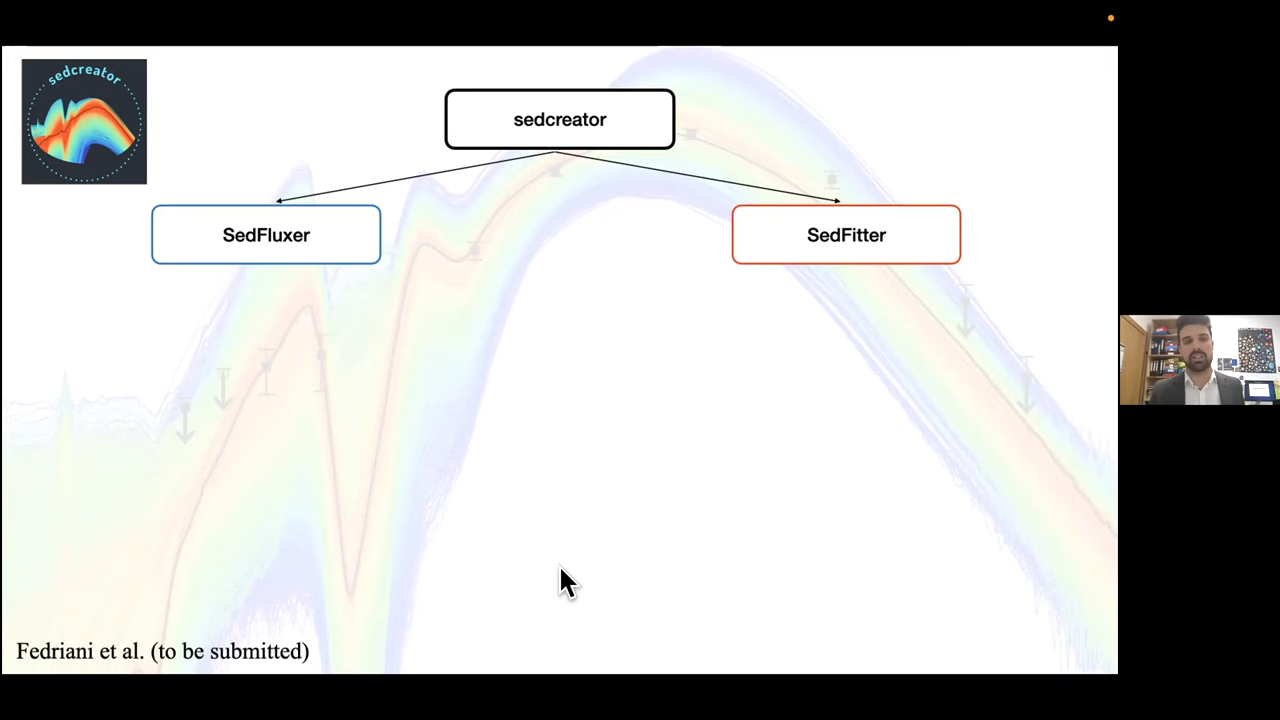 sedcreator
sedcreator
SedFluxer
SedFitter
Fedriani et al. (to be submitted)